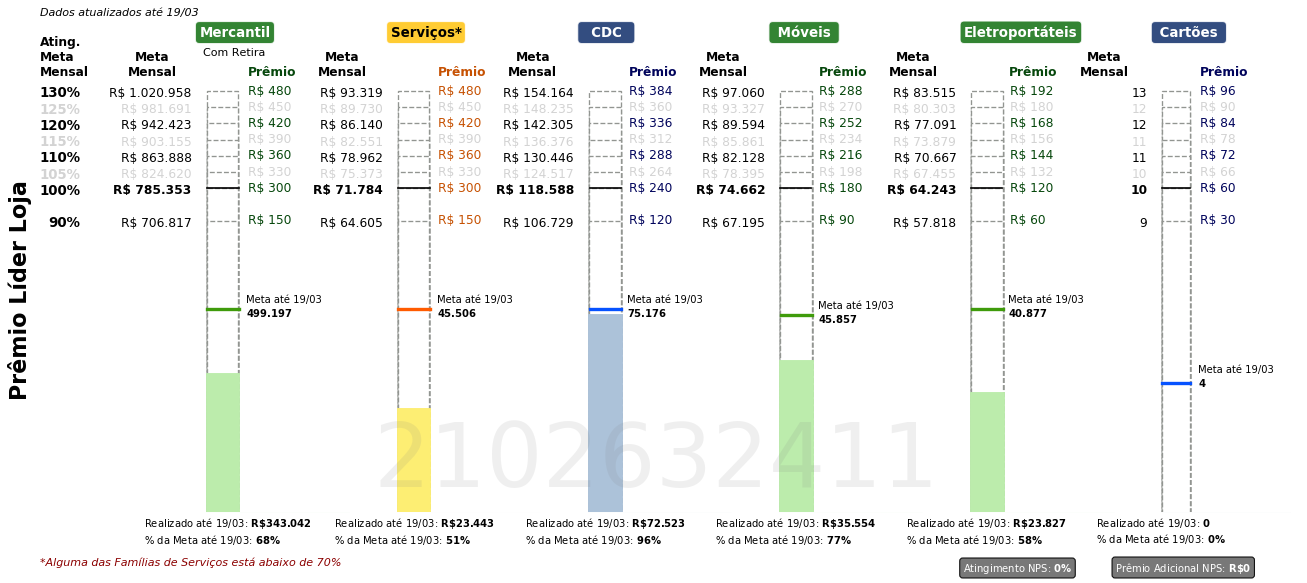 Dados atualizados até 19/03
Mercantil Serviços* CDC Móveis Eletroportáteis Cartões
Com Retira
Ating. Meta Mensal
Meta Mensal Prêmio Meta Mensal Prêmio Meta Mensal Prêmio Meta Mensal Prêmio Meta Mensal Prêmio Meta Mensal Prêmio
130% R$ 1.020.958 R$ 480 R$ 93.319 R$ 480 R$ 154.164 R$ 384 R$ 97.060 R$ 288 R$ 83.515 R$ 192 13 R$ 96
125% R$ 981.691 R$ 450 R$ 89.730 R$ 450 R$ 148.235 R$ 360 R$ 93.327 R$ 270 R$ 80.303 R$ 180 12 R$ 90
120% R$ 942.423 R$ 420 R$ 86.140 R$ 420 R$ 142.305 R$ 336 R$ 89.594 R$ 252 R$ 77.091 R$ 168 12 R$ 84
115% R$ 903.155 R$ 390 R$ 82.551 R$ 390 R$ 136.376 R$ 312 R$ 85.861 R$ 234 R$ 73.879 R$ 156 11 R$ 78
110% R$ 863.888 R$ 360 R$ 78.962 R$ 360 R$ 130.446 R$ 288 R$ 82.128 R$ 216 R$ 70.667 R$ 144 11 R$ 72
105% R$ 824.620 R$ 330 R$ 75.373 R$ 330 R$ 124.517 R$ 264 R$ 78.395 R$ 198 R$ 67.455 R$ 132 10 R$ 66
100% R$ 785.353 R$ 300 R$ 71.784 R$ 300 R$ 118.588 R$ 240 R$ 74.662 R$ 180 R$ 64.243 R$ 120 10 R$ 60
90% R$ 706.817 R$ 150 R$ 64.605 R$ 150 R$ 106.729 R$ 120 R$ 67.195 R$ 90 R$ 57.818 R$ 60 9 R$ 30
Prêmio Líder Loja
Meta até 19/03 Meta até 19/03 Meta até 19/03 Meta até 19/03 Meta até 19/03
499.197 45.506 75.176 45.857 40.877
Meta até 19/03
4
2102632411
Realizado até 19/03: R$343.042 Realizado até 19/03: R$23.443 Realizado até 19/03: R$72.523 Realizado até 19/03: R$35.554 Realizado até 19/03: R$23.827 Realizado até 19/03: 0
% da Meta até 19/03: 68% % da Meta até 19/03: 51% % da Meta até 19/03: 96% % da Meta até 19/03: 77% % da Meta até 19/03: 58% % da Meta até 19/03: 0%
*Alguma das Famílias de Serviços está abaixo de 70%
Atingimento NPS: 0% Prêmio Adicional NPS: R$0